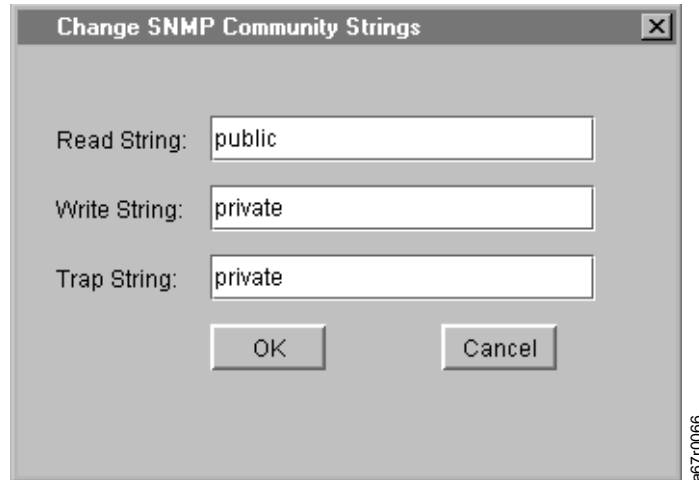 Change SNMP Community Strings
Read String: public
Write String: private
Trap String: private
OK Cancel
a67r0066